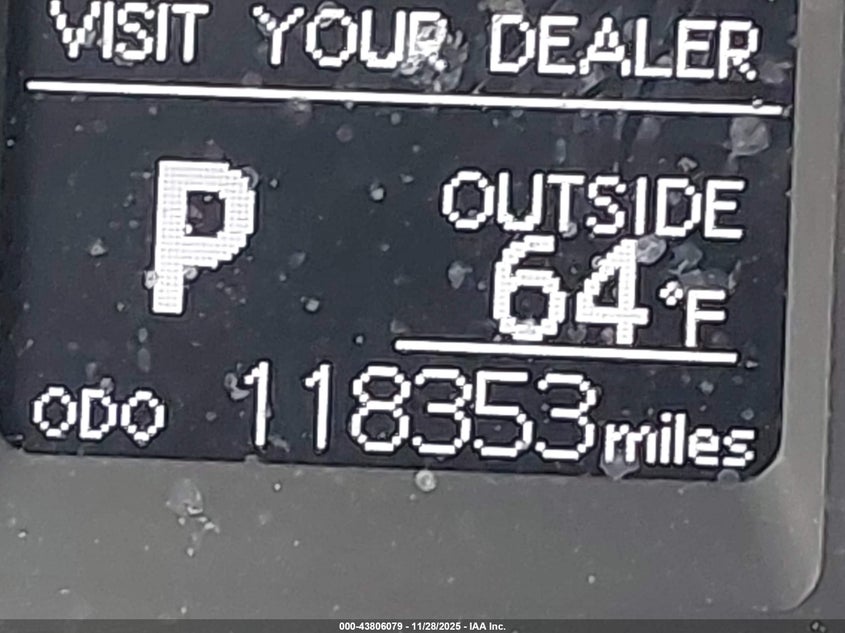 VISIT YOUR DEALER
P
OUTSIDE
64°F
ODO 118353 miles
000-43806079 - 11/28/2025 - IAA Inc.